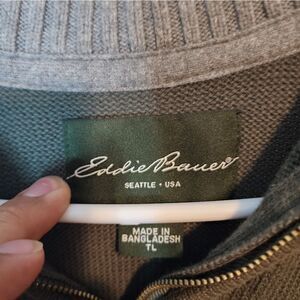 Eddie Bauer®
SEATTLE • USA
MADE IN
BANGLADESH
TL